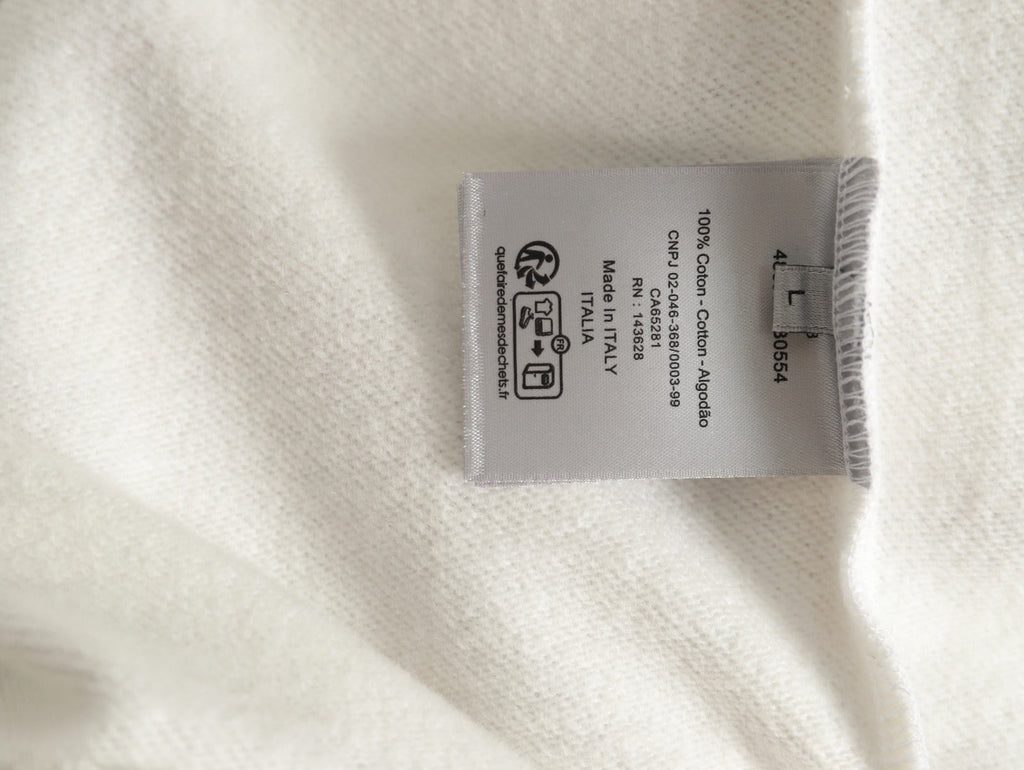 L
30554
100% Coton - Cotton - Algodão
CNPJ 02-046-368/0003-99
CA65281
RN : 143628
Made In ITALY
ITALIA
FR
quefairedemesdechets.fr